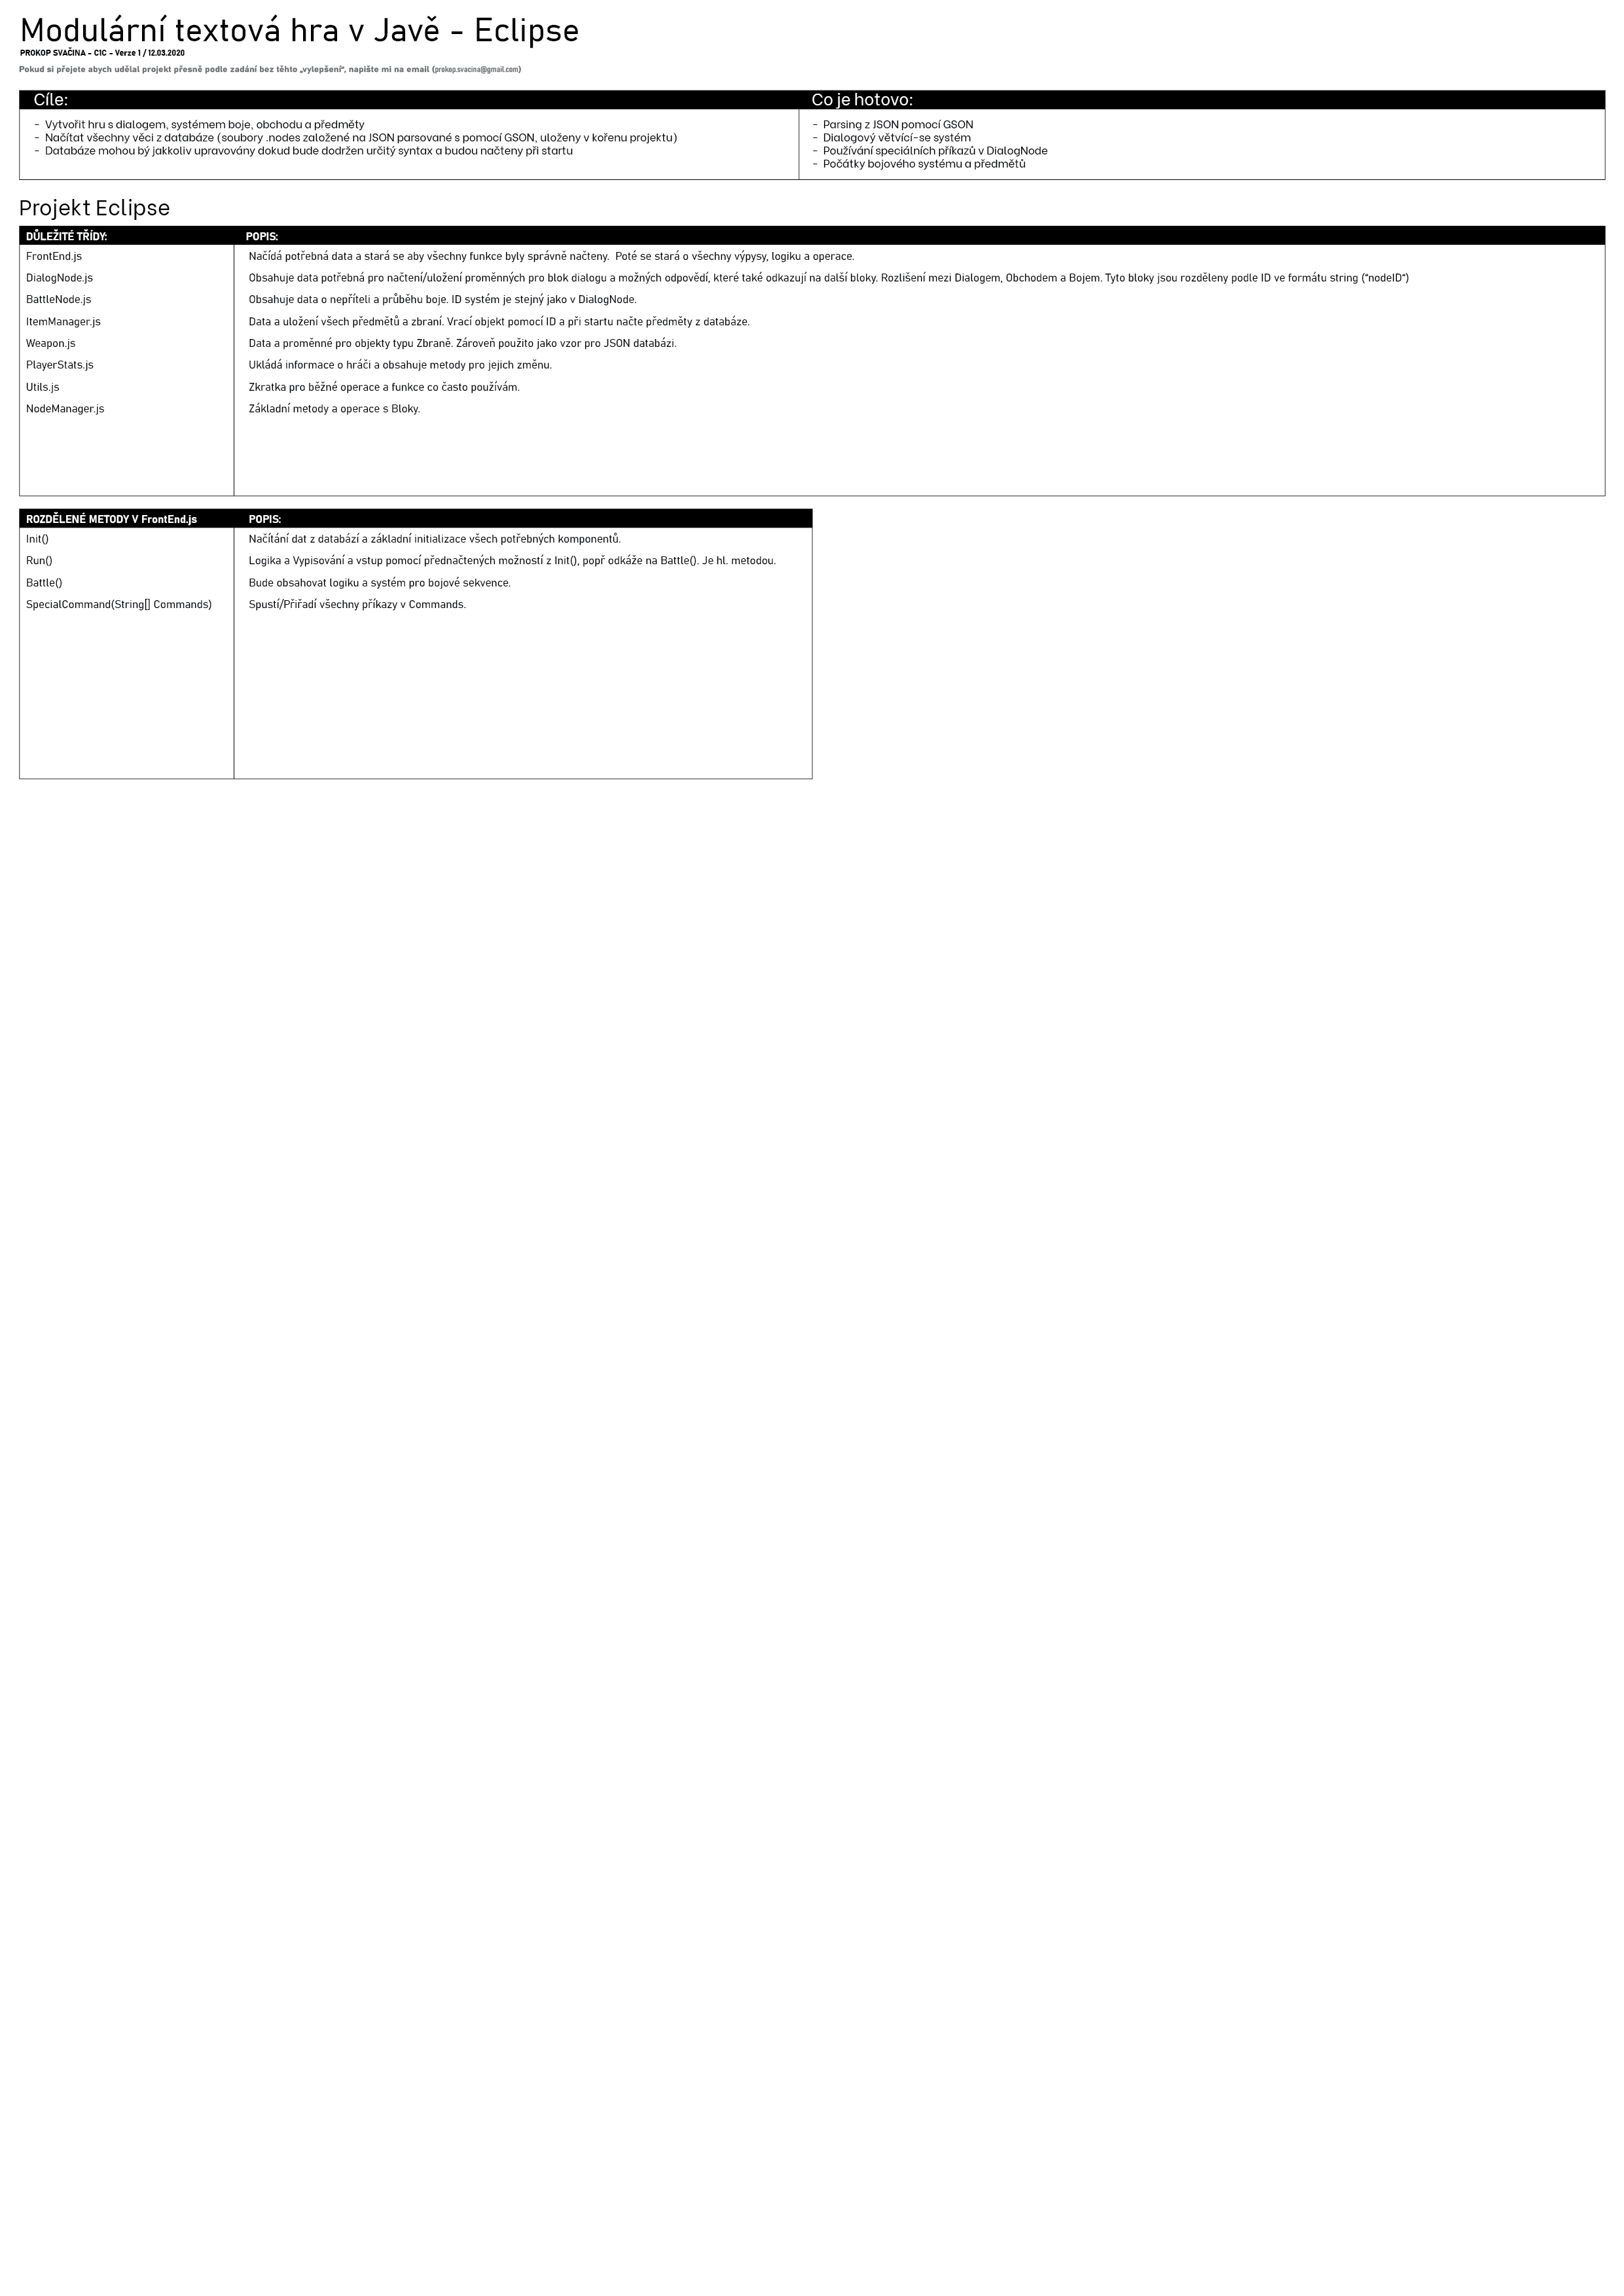 Modulární textová hra v Javě - Eclipse
PROKOP SVAČINA - C1C - Verze 1 / 12.03.2020
Pokud si přejete abych udělal projekt přesně podle zadání bez těhto „vylepšení“, napište mi na email (prokop.svacina@gmail.com)
Cíle:
- Vytvořit hru s dialogem, systémem boje, obchodu a předměty
- Načítat všechny věci z databáze (soubory .nodes založené na JSON parsované s pomocí GSON, uloženy v kořenu projektu)
- Databáze mohou bý jakkoliv upravovány dokud bude dodržen určitý syntax a budou načteny při startu
Co je hotovo:
- Parsing z JSON pomocí GSON
- Dialogový větvící-se systém
- Používání speciálních příkazů v DialogNode
- Počátky bojového systému a předmětů
Projekt Eclipse
DŮLEŽITÉ TŘÍDY: POPIS:
FrontEnd.js Načídá potřebná data a stará se aby všechny funkce byly správně načteny. Poté se stará o všechny výpisy, logiku a operace.
DialogNode.js Obsahuje data potřebná pro načtení/uložení proměnných pro blok dialogu a možných odpovědí, které také odkazují na další bloky. Rozlišení mezi Dialogem, Obchodem a Bojem. Tyto bloky jsou rozděleny podle ID ve formátu string (“nodeID“)
BattleNode.js Obsahuje data o nepříteli a průběhu boje. ID systém je stejný jako v DialogNode.
ItemManager.js Data a uložení všech předmětů a zbraní. Vrací objekt pomocí ID a při startu načte předměty z databáze.
Weapon.js Data a proměnné pro objekty typu Zbraně. Zároveň použito jako vzor pro JSON databázi.
PlayerStats.js Ukládá informace o hráči a obsahuje metody pro jejich změnu.
Utils.js Zkratka pro běžné operace a funkce co často používám.
NodeManager.js Základní metody a operace s Bloky.
ROZDĚLENÉ METODY V FrontEnd.js POPIS:
Init() Načítání dat z databází a základní initializace všech potřebných komponentů.
Run() Logika a Vypisování a vstup pomocí přednačtených možností z Init(), popř odkáže na Battle(). Je hl. metodou.
Battle() Bude obsahovat logiku a systém pro bojové sekvence.
SpecialCommand(String[] Commands) Spustí/Přiřadí všechny příkazy v Commands.